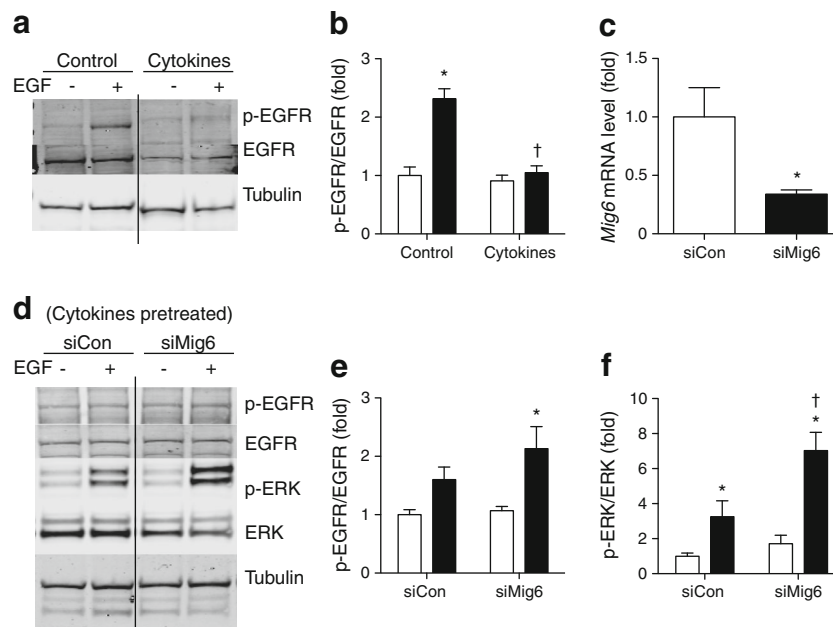 a
Control Cytokines
EGF - + - +
p-EGFR
EGFR
Tubulin
b
p-EGFR/EGFR (fold)
3
2
1
0
*
†
Control Cytokines
c
Mig6 mRNA level (fold)
1.5
1.0
0.5
0
*
siCon siMig6
d (Cytokines pretreated)
siCon siMig6
EGF - + - +
p-EGFR
EGFR
p-ERK
ERK
Tubulin
e
p-EGFR/EGFR (fold)
3
2
1
0
*
siCon siMig6
f
p-ERK/ERK (fold)
10
8
6
4
2
0
*
†
*
siCon siMig6